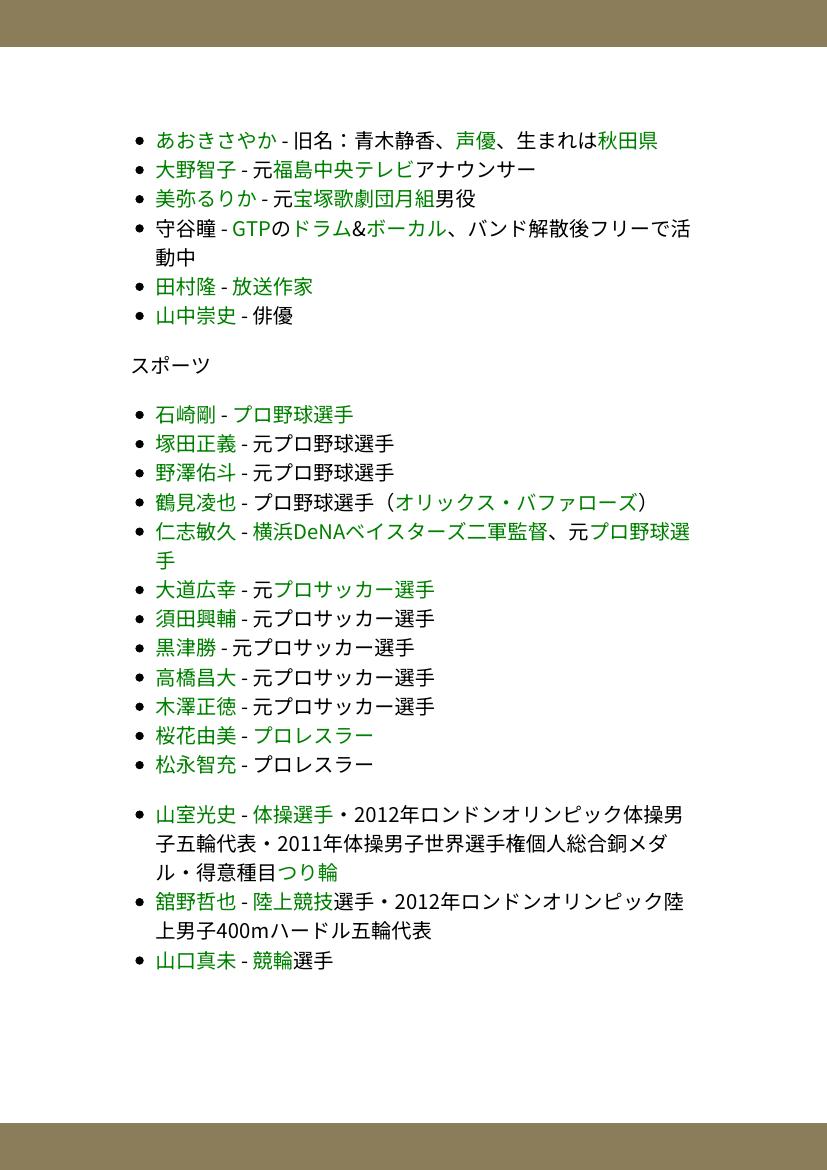 あおきさやか - 旧名：青木静香、声優、生まれは秋田県
大野智子 - 元福島中央テレビアナウンサー
美弥るりか - 元宝塚歌劇団月組男役
守谷瞳 - GTPのドラム&ボーカル、バンド解散後フリーで活
動中
田村隆 - 放送作家
山中崇史 - 俳優
スポーツ
石崎剛 - プロ野球選手
塚田正義 - 元プロ野球選手
野澤佑斗 - 元プロ野球選手
鶴見凌也 - プロ野球選手（オリックス・バファローズ）
仁志敏久 - 横浜DeNAベイスターズ二軍監督、元プロ野球選
手
大道広幸 - 元プロサッカー選手
須田興輔 - 元プロサッカー選手
黒津勝 - 元プロサッカー選手
高橋昌大 - 元プロサッカー選手
木澤正徳 - 元プロサッカー選手
桜花由美 - プロレスラー
松永智充 - プロレスラー
山室光史 - 体操選手・2012年ロンドンオリンピック体操男
子五輪代表・2011年体操男子世界選手権個人総合銅メダ
ル・得意種目つり輪
舘野哲也 - 陸上競技選手・2012年ロンドンオリンピック陸
上男子400mハードル五輪代表
山口真未 - 競輪選手